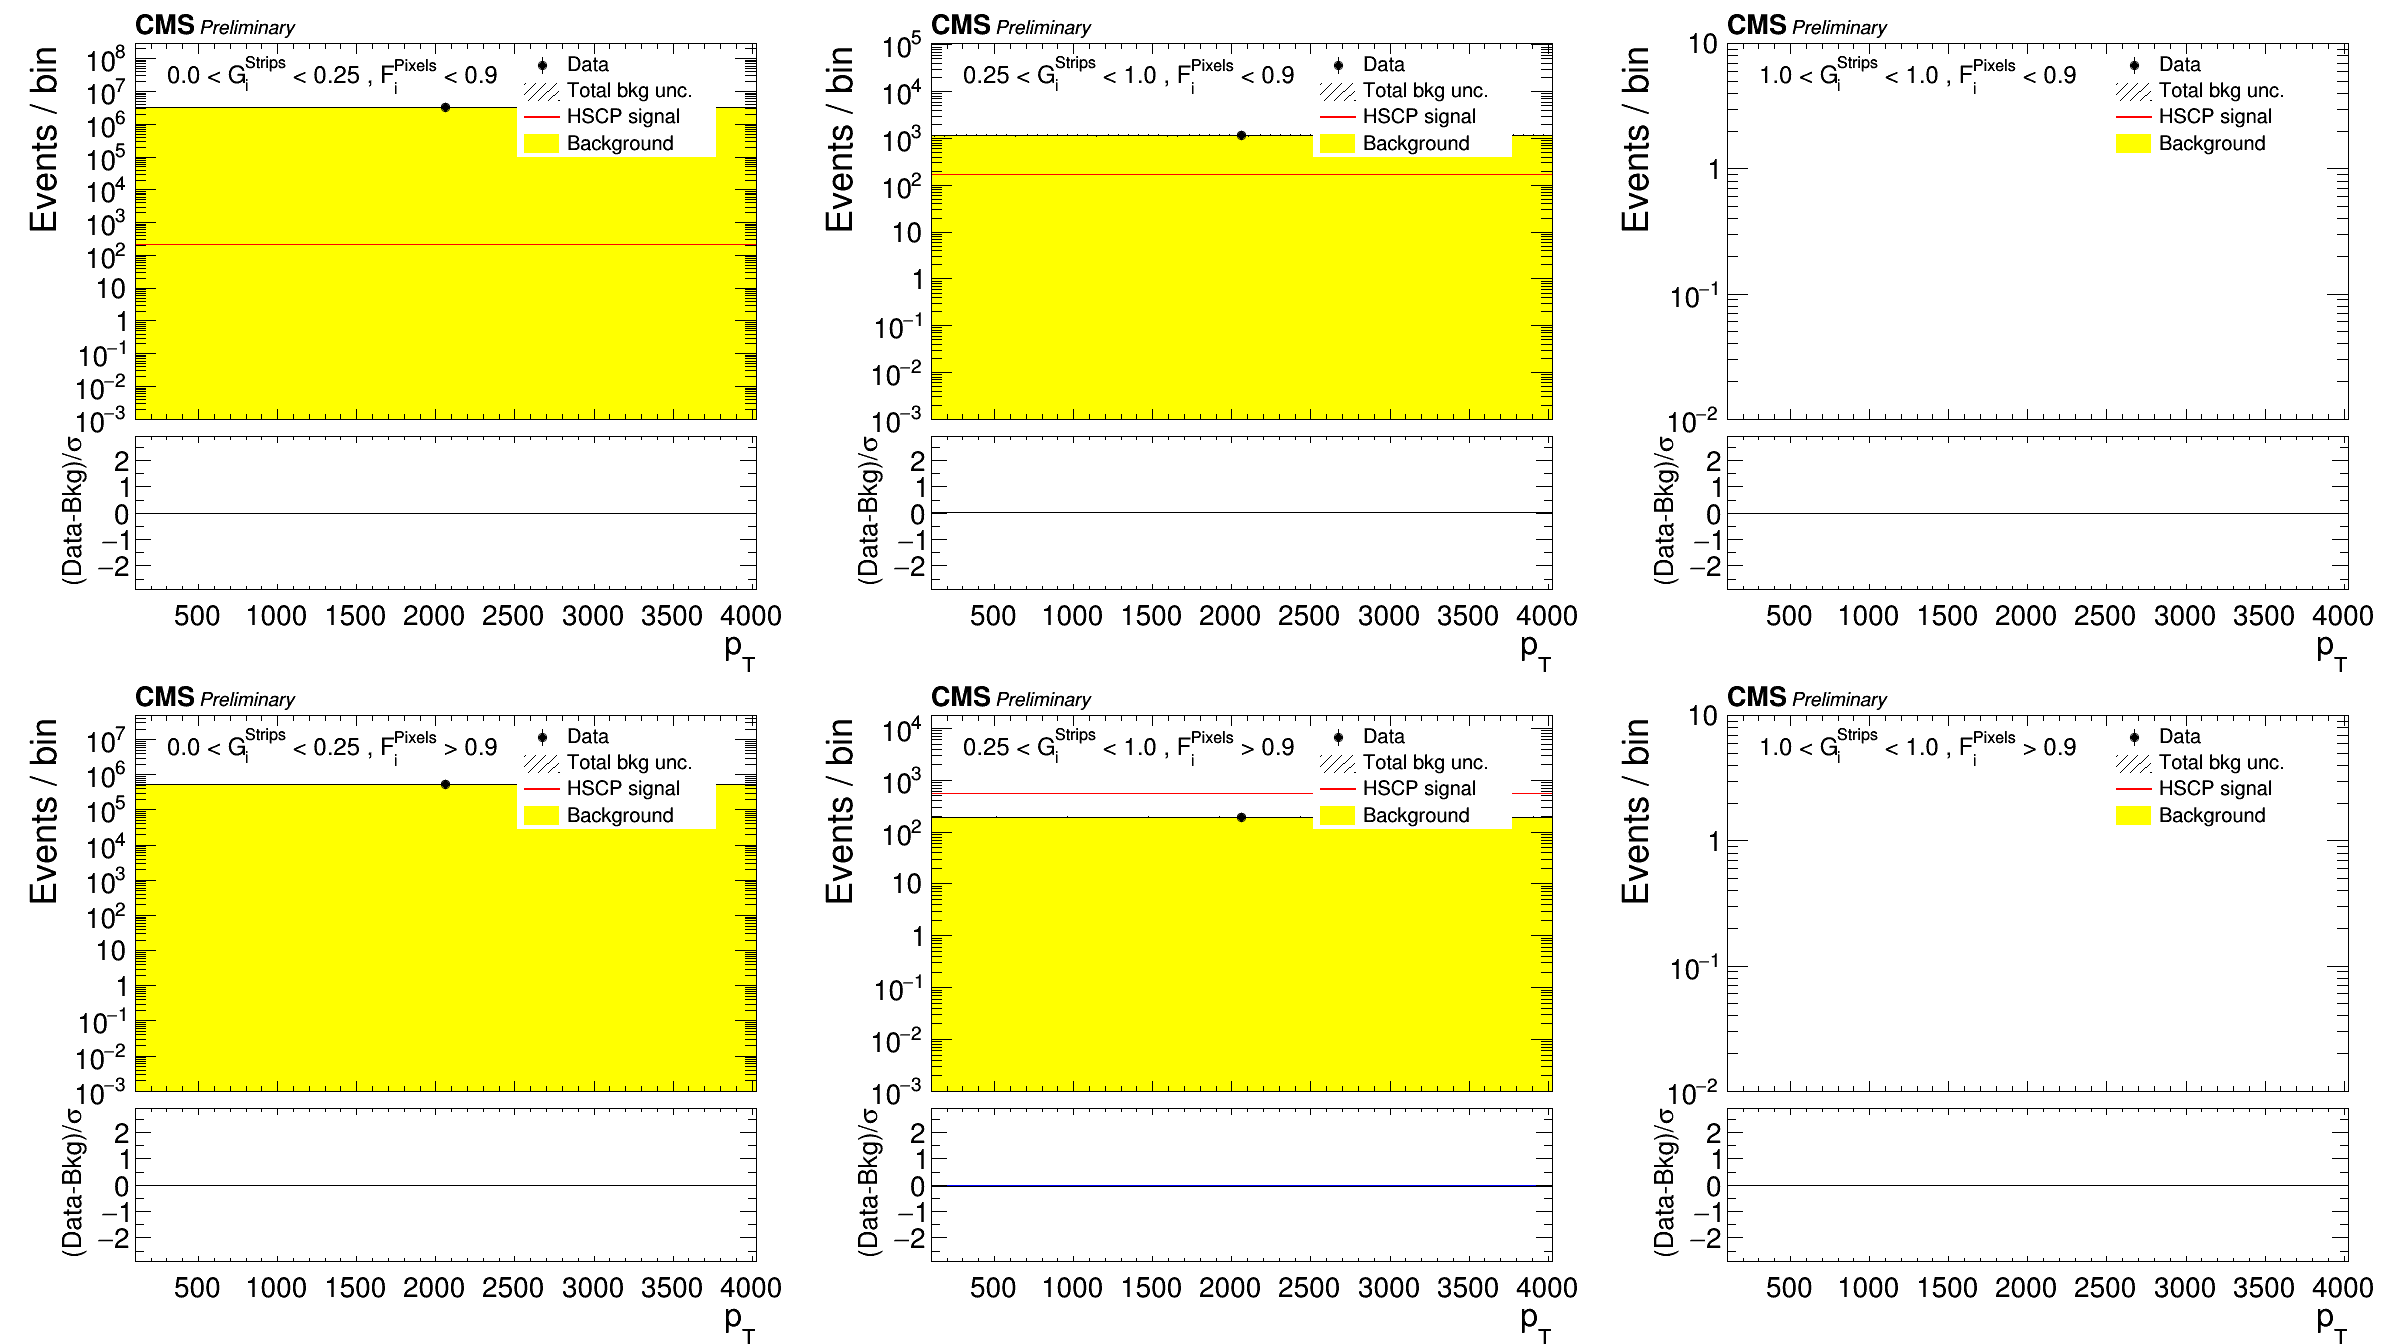 CMS Preliminary
Events / bin
10^8
10^7
10^6
10^5
10^4
10^3
10^2
10
1
10^−1
10^−2
10^−3
0.0 < G_i^Strips < 0.25 , F_i^Pixels < 0.9
Data
Total bkg unc.
HSCP signal
Background
(Data-Bkg)/σ
2
1
0
−1
−2
500 1000 1500 2000 2500 3000 3500 4000
p_T
CMS Preliminary
Events / bin
10^5
10^4
10^3
10^2
10
1
10^−1
10^−2
10^−3
0.25 < G_i^Strips < 1.0 , F_i^Pixels < 0.9
Data
Total bkg unc.
HSCP signal
Background
(Data-Bkg)/σ
2
1
0
−1
−2
500 1000 1500 2000 2500 3000 3500 4000
p_T
CMS Preliminary
Events / bin
10
1
10^−1
10^−2
1.0 < G_i^Strips < 1.0 , F_i^Pixels < 0.9
Data
Total bkg unc.
HSCP signal
Background
(Data-Bkg)/σ
2
1
0
−1
−2
500 1000 1500 2000 2500 3000 3500 4000
p_T
CMS Preliminary
Events / bin
10^7
10^6
10^5
10^4
10^3
10^2
10
1
10^−1
10^−2
10^−3
0.0 < G_i^Strips < 0.25 , F_i^Pixels > 0.9
Data
Total bkg unc.
HSCP signal
Background
(Data-Bkg)/σ
2
1
0
−1
−2
500 1000 1500 2000 2500 3000 3500 4000
p_T
CMS Preliminary
Events / bin
10^4
10^3
10^2
10
1
10^−1
10^−2
10^−3
0.25 < G_i^Strips < 1.0 , F_i^Pixels > 0.9
Data
Total bkg unc.
HSCP signal
Background
(Data-Bkg)/σ
2
1
0
−1
−2
500 1000 1500 2000 2500 3000 3500 4000
p_T
CMS Preliminary
Events / bin
10
1
10^−1
10^−2
1.0 < G_i^Strips < 1.0 , F_i^Pixels > 0.9
Data
Total bkg unc.
HSCP signal
Background
(Data-Bkg)/σ
2
1
0
−1
−2
500 1000 1500 2000 2500 3000 3500 4000
p_T